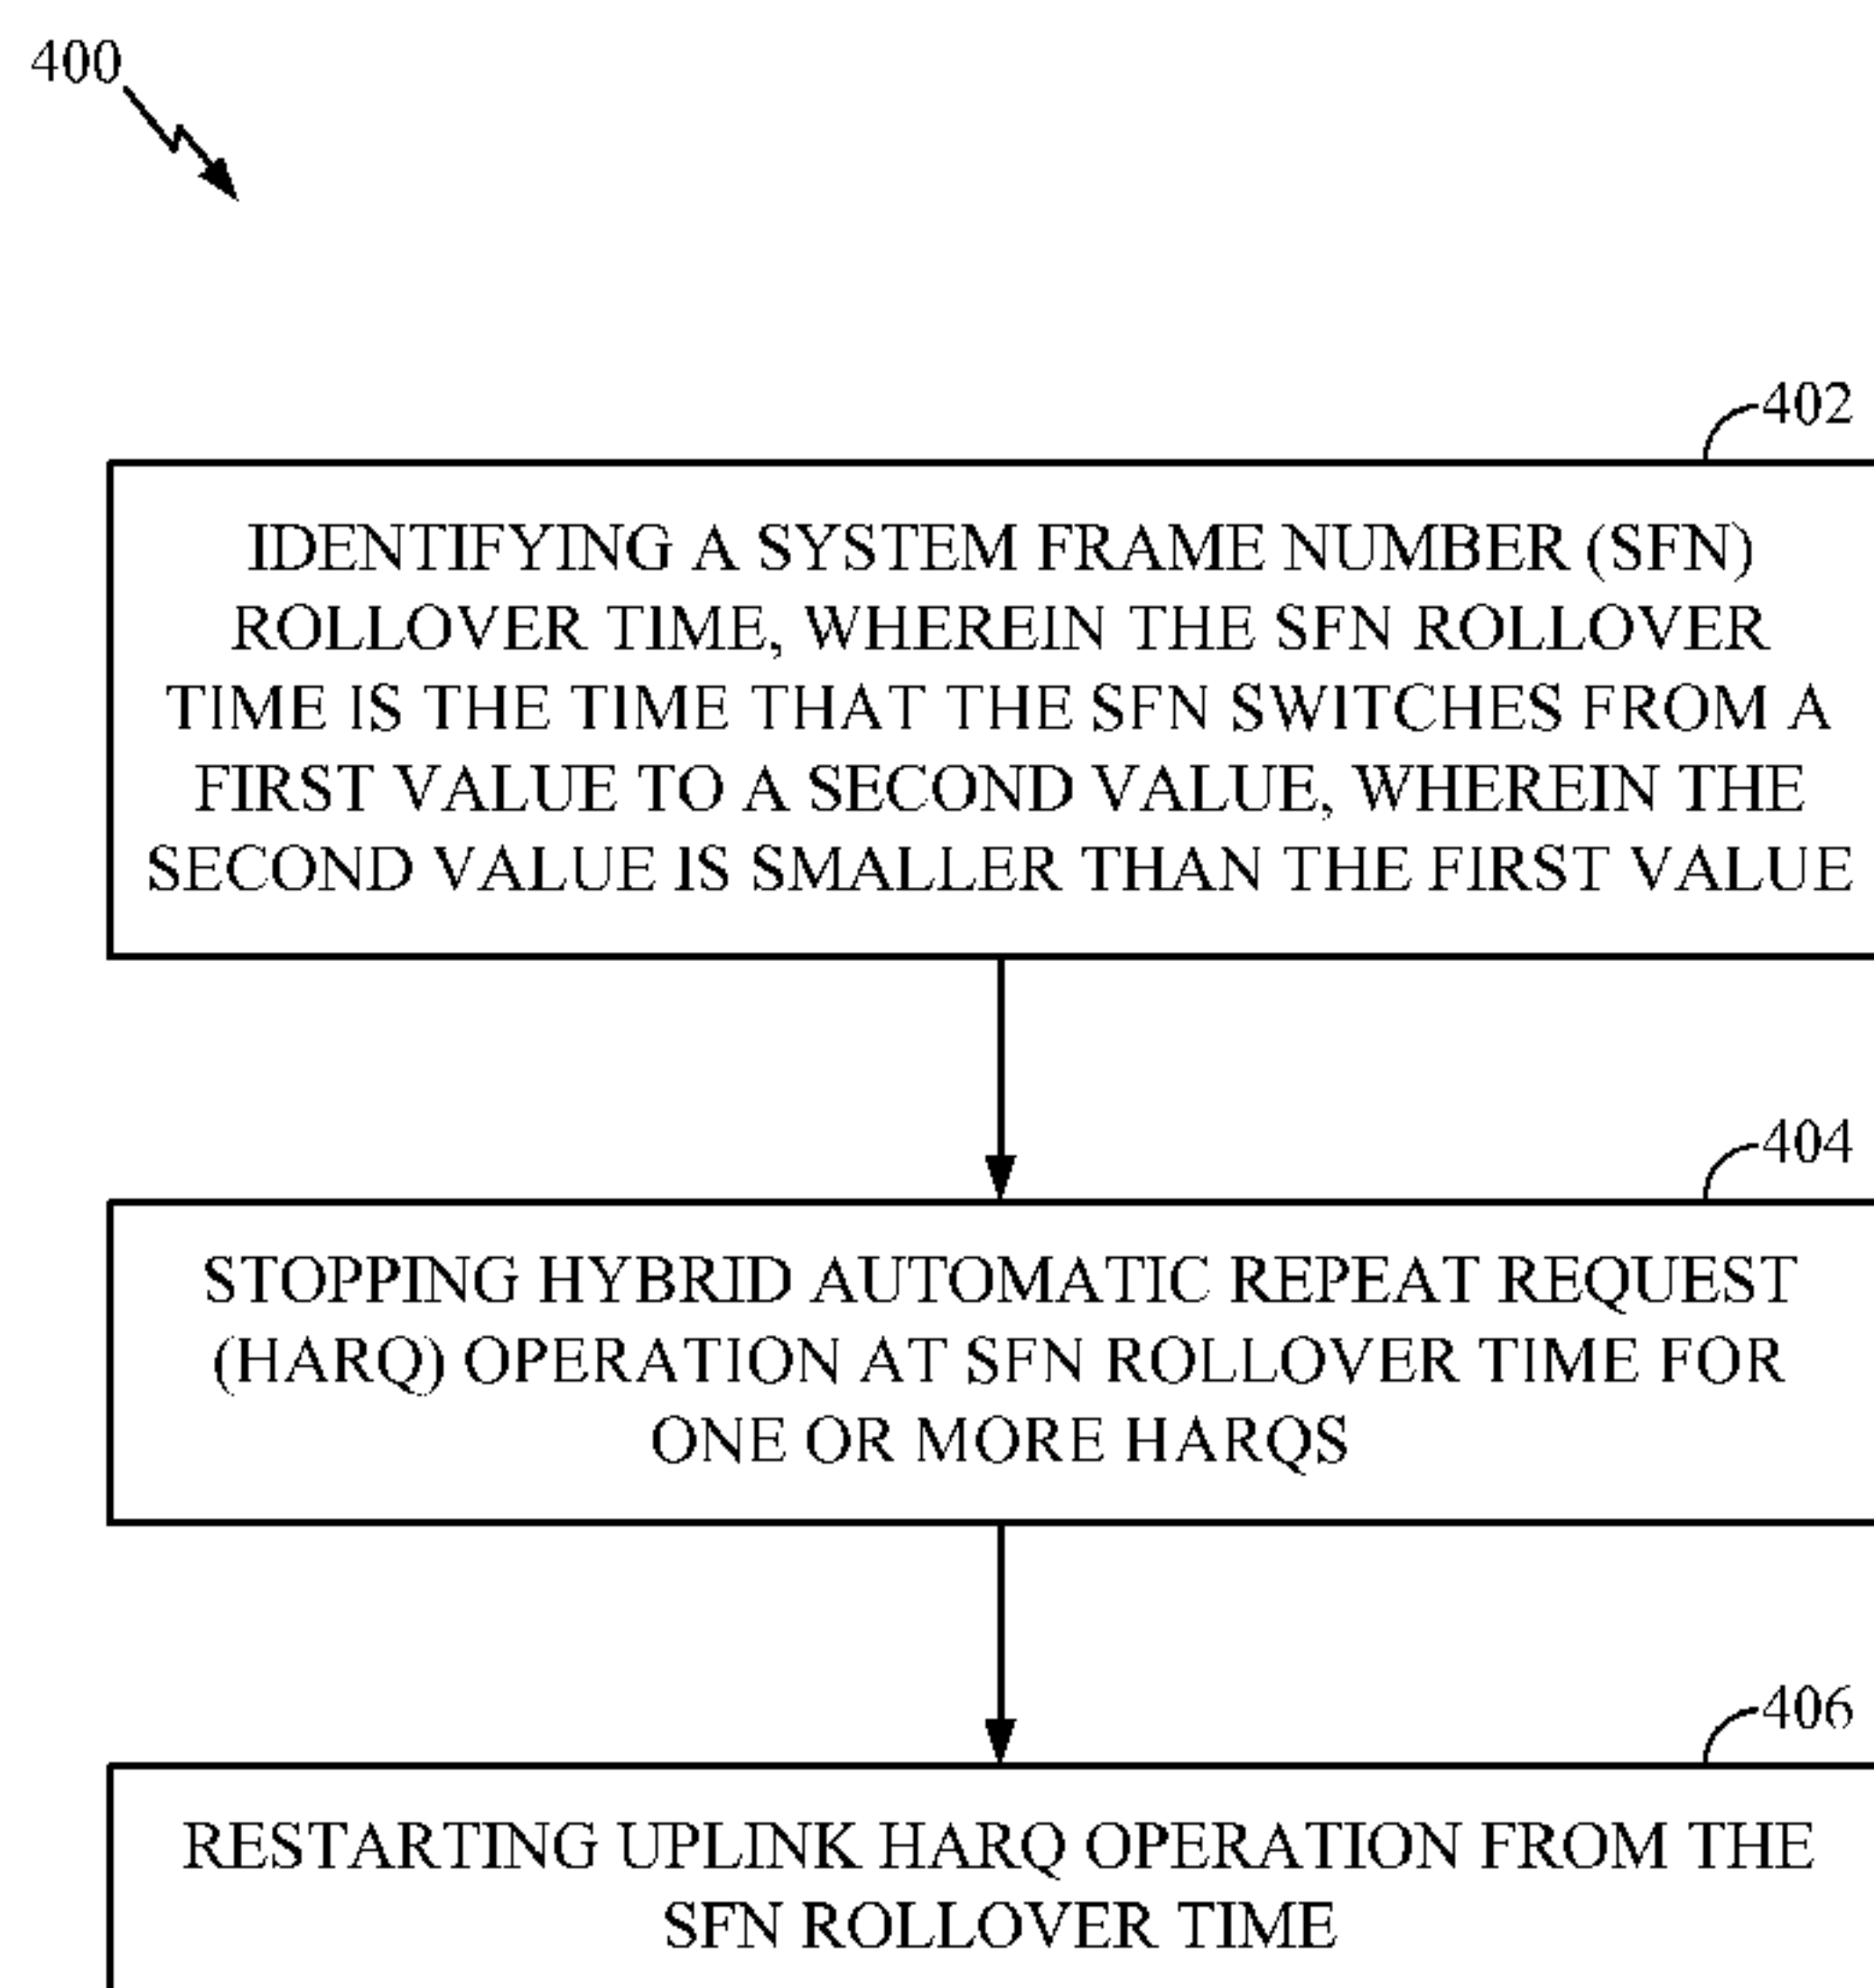 400
402
IDENTIFYING A SYSTEM FRAME NUMBER (SFN)
ROLLOVER TIME, WHEREIN THE SFN ROLLOVER
TIME IS THE TIME THAT THE SFN SWITCHES FROM A
FIRST VALUE TO A SECOND VALUE, WHEREIN THE
SECOND VALUE IS SMALLER THAN THE FIRST VALUE
404
STOPPING HYBRID AUTOMATIC REPEAT REQUEST
(HARQ) OPERATION AT SFN ROLLOVER TIME FOR
ONE OR MORE HARQS
406
RESTARTING UPLINK HARQ OPERATION FROM THE
SFN ROLLOVER TIME